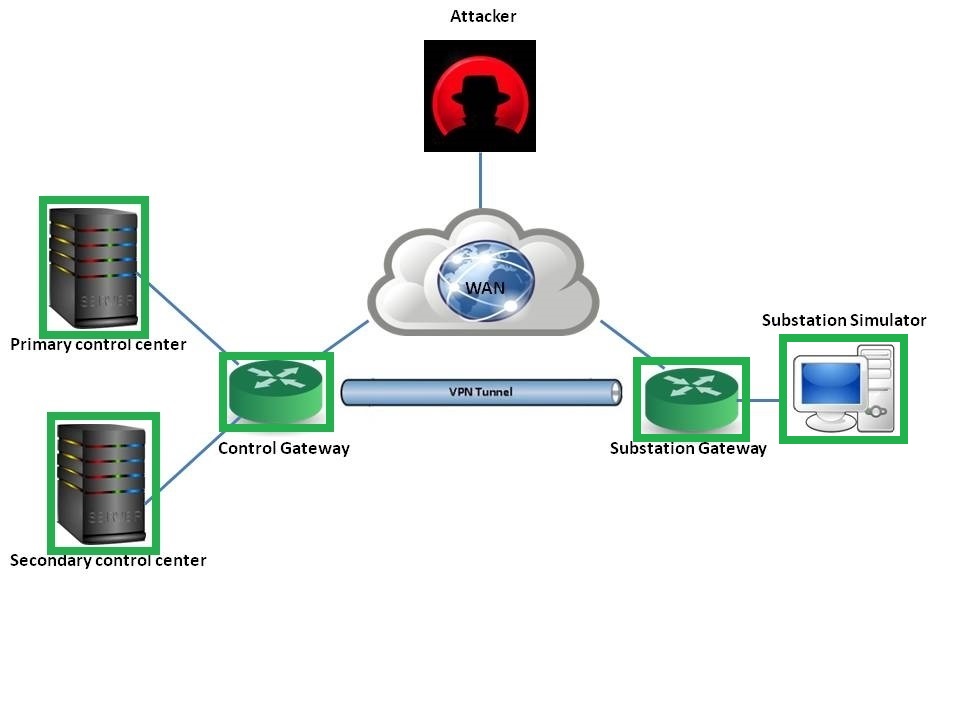 Attacker
WAN
Substation Simulator
SERVER
Primary control center
VPN Tunnel
Control Gateway
Substation Gateway
SERVER
Secondary control center